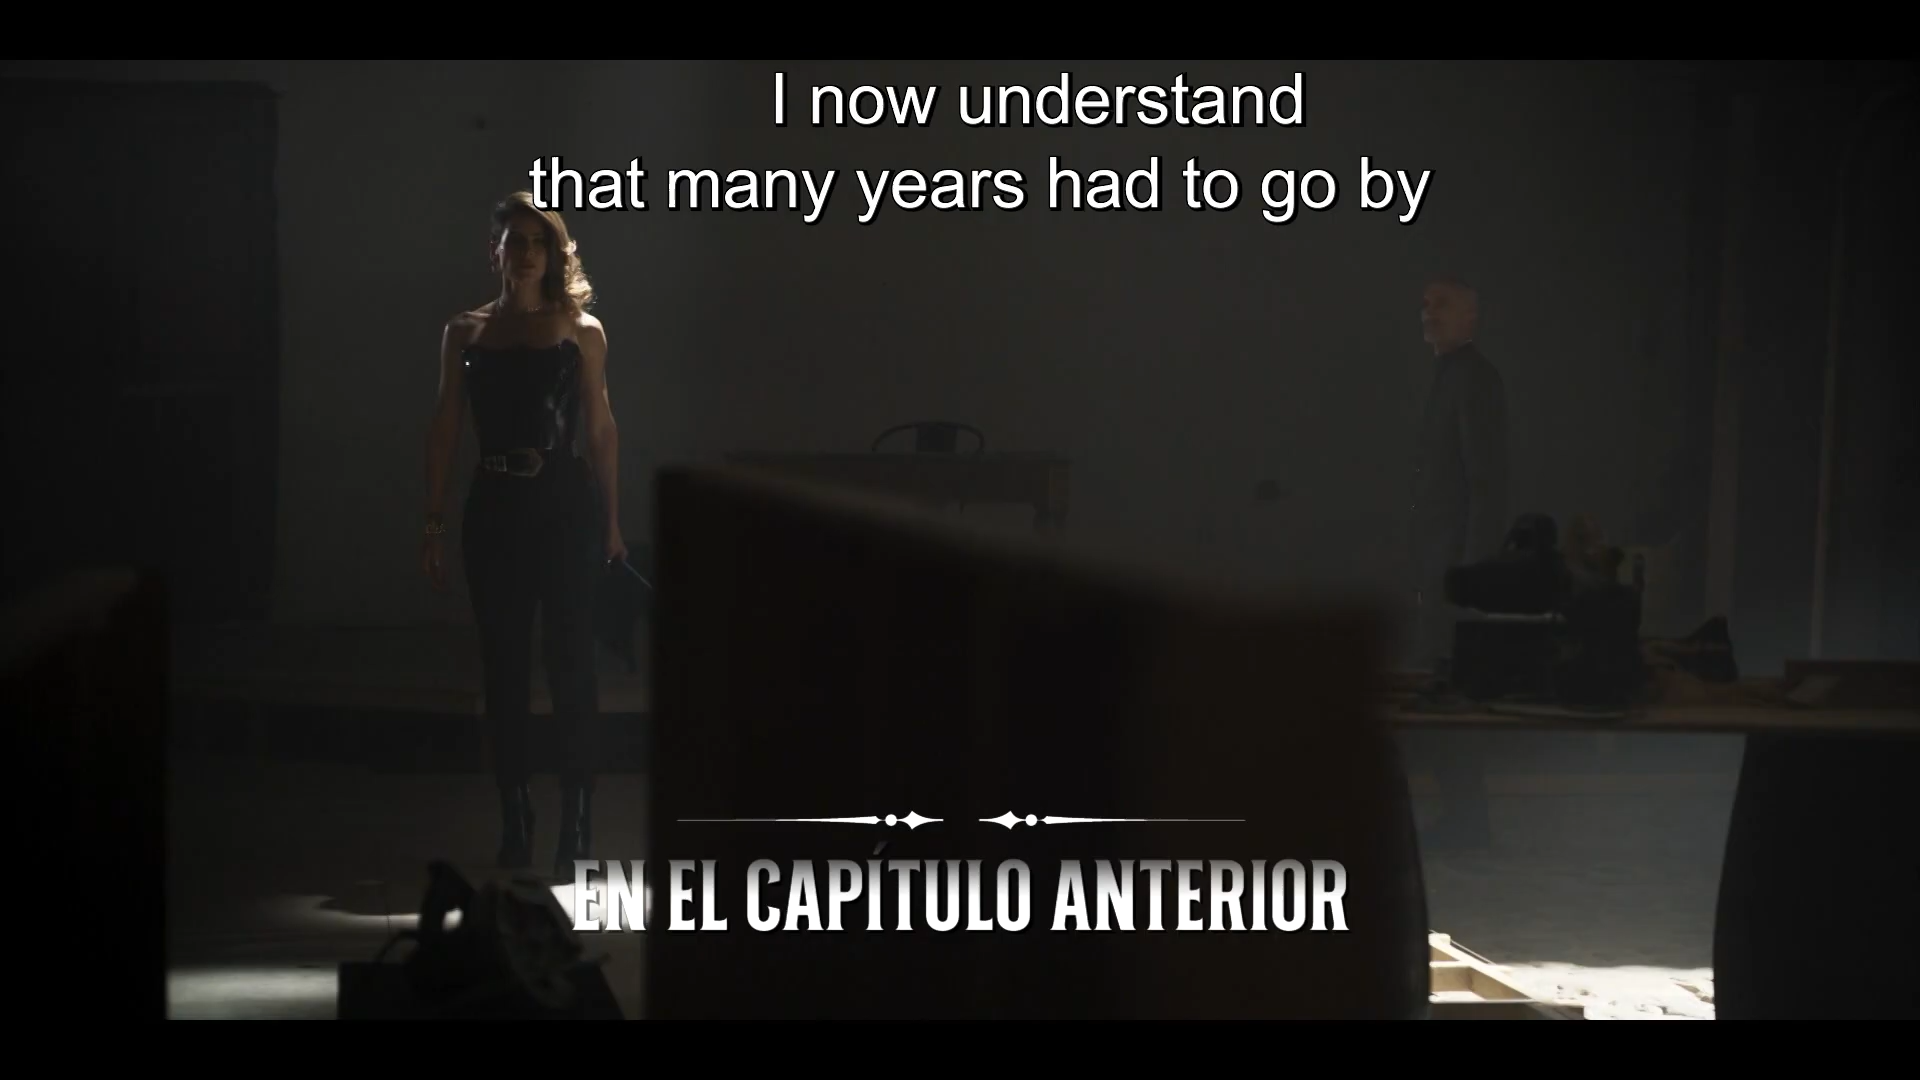 I now understand
that many years had to go by
EN EL CAPÍTULO ANTERIOR